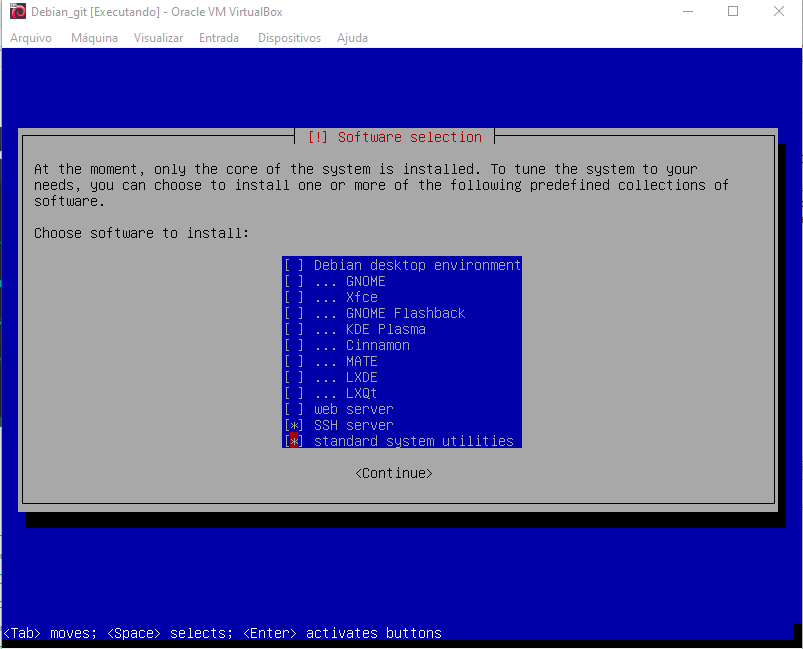 Debian_git [Executando] - Oracle VM VirtualBox
Arquivo Máquina Visualizar Entrada Dispositivos Ajuda
[!] Software selection
At the moment, only the core of the system is installed. To tune the system to your
needs, you can choose to install one or more of the following predefined collections of
software.
Choose software to install:
[ ] Debian desktop environment
[ ] ... GNOME
[ ] ... Xfce
[ ] ... GNOME Flashback
[ ] ... KDE Plasma
[ ] ... Cinnamon
[ ] ... MATE
[ ] ... LXDE
[ ] ... LXQt
[ ] web server
[*] SSH server
[*] standard system utilities
<Continue>
<Tab> moves; <Space> selects; <Enter> activates buttons